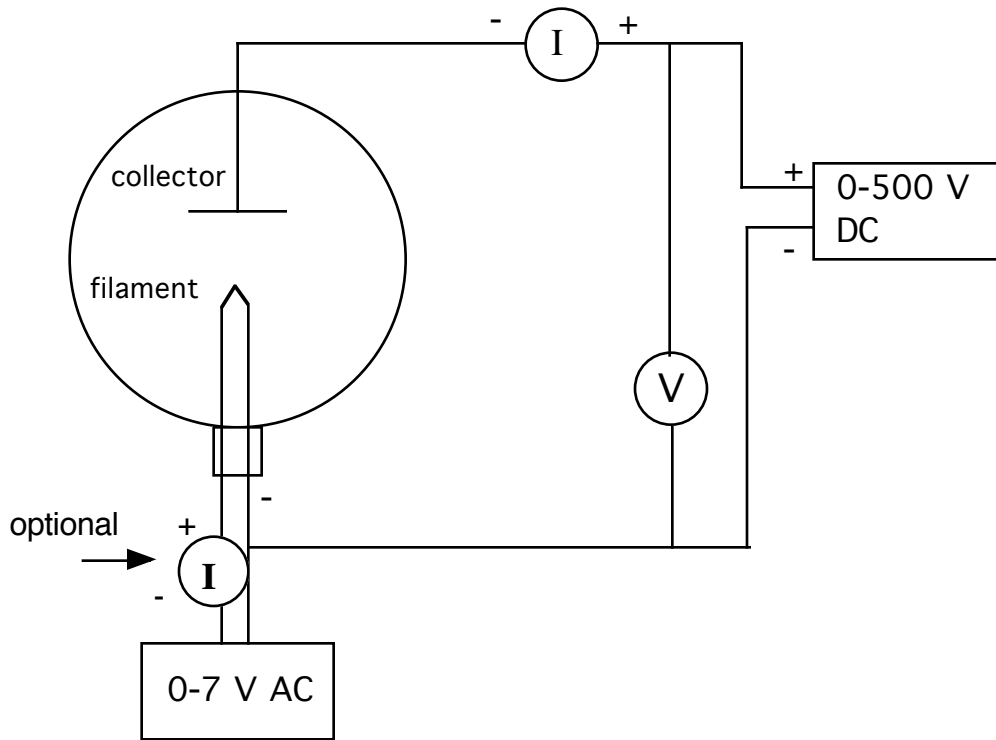 - I +
collector
+ 0-500 V
DC
-
filament
V
-
optional +
I
-
0-7 V AC